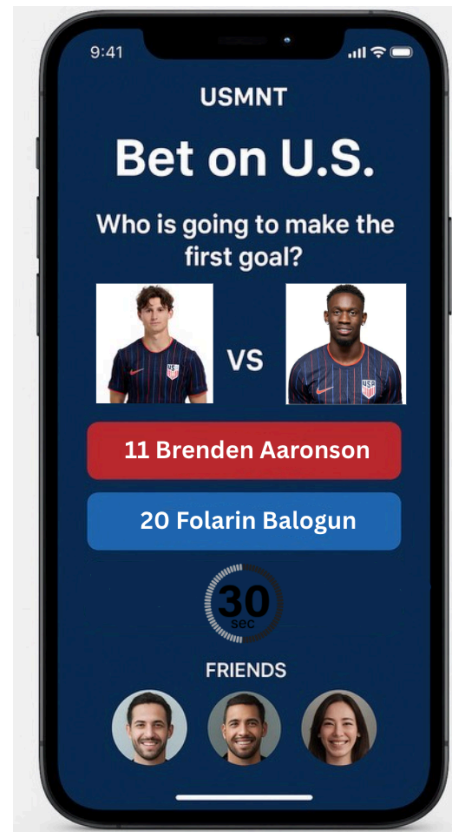 9:41
USMNT
Bet on U.S.
Who is going to make the
first goal?
VS
11 Brenden Aaronson
20 Folarin Balogun
30
sec
FRIENDS